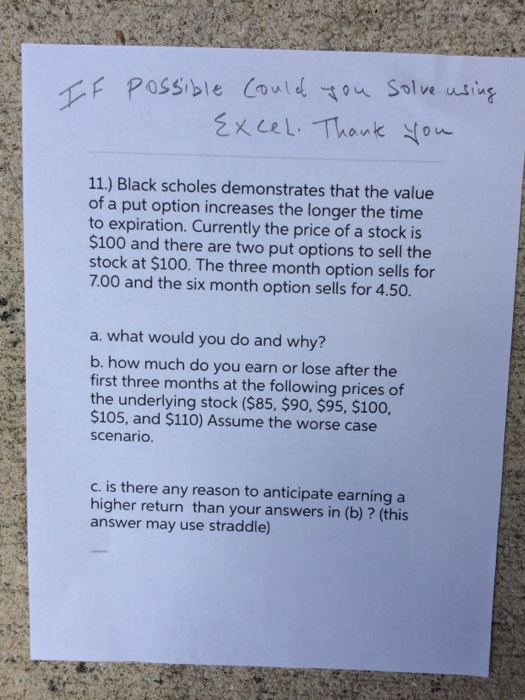 IF Possible Could you Solve using
Excel. Thank you
11.) Black scholes demonstrates that the value
of a put option increases the longer the time
to expiration. Currently the price of a stock is
$100 and there are two put options to sell the
stock at $100. The three month option sells for
7.00 and the six month option sells for 4.50.
a. what would you do and why?
b. how much do you earn or lose after the
first three months at the following prices of
the underlying stock ($85, $90, $95, $100,
$105, and $110) Assume the worse case
scenario.
c. is there any reason to anticipate earning a
higher return than your answers in (b) ? (this
answer may use straddle)